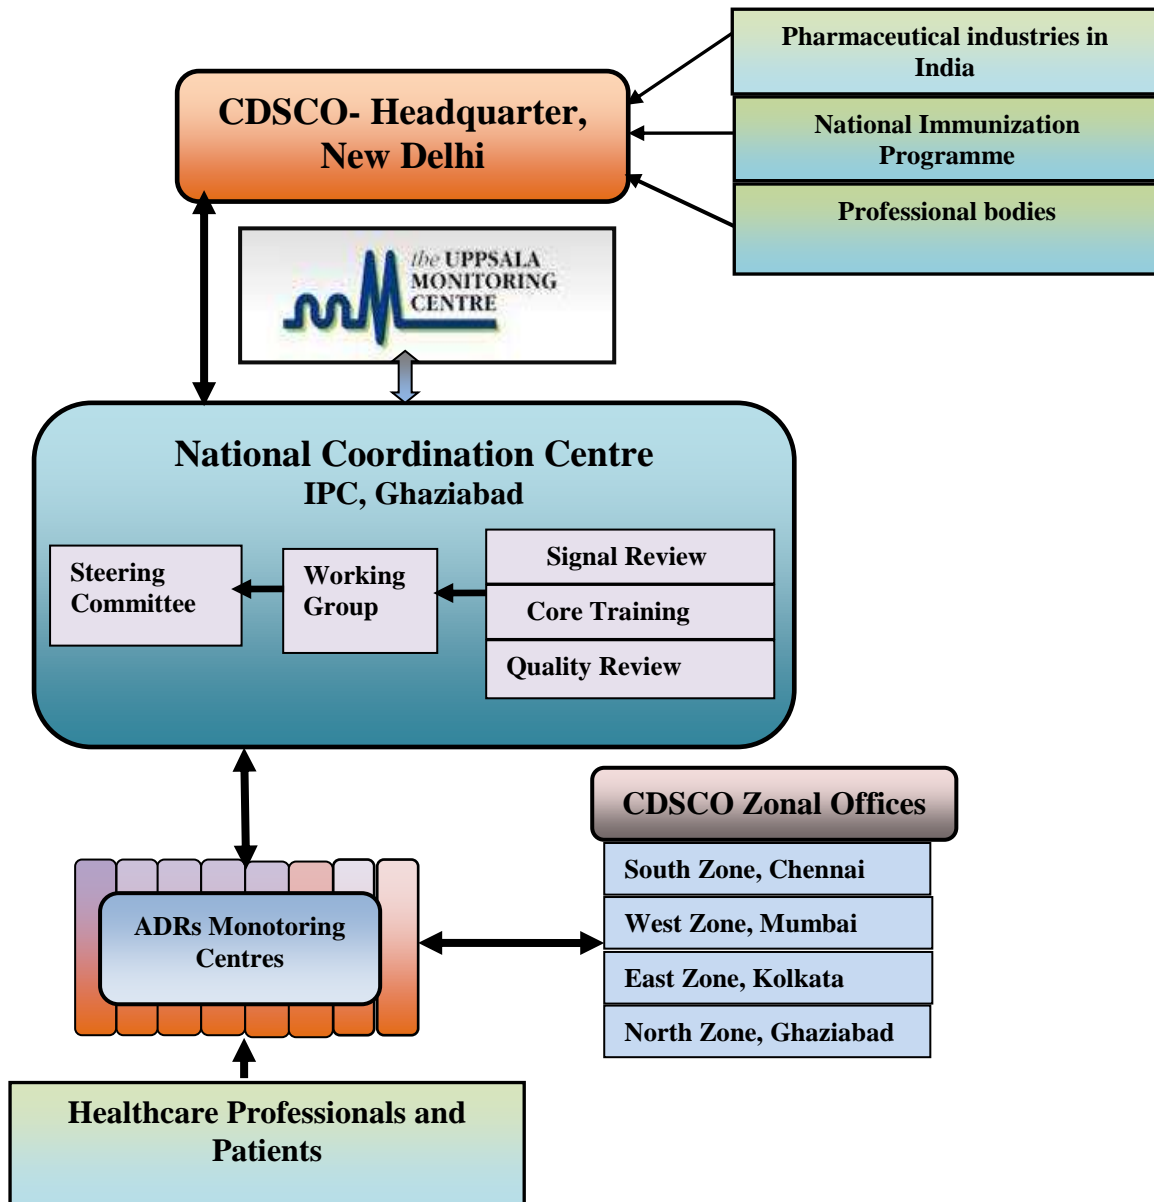 Pharmaceutical industries in
India
National Immunization
Programme
Professional bodies
CDSCO- Headquarter,
New Delhi
the UPPSALA
MONITORING
CENTRE
National Coordination Centre
IPC, Ghaziabad
Steering
Committee
Working
Group
Signal Review
Core Training
Quality Review
CDSCO Zonal Offices
South Zone, Chennai
West Zone, Mumbai
East Zone, Kolkata
North Zone, Ghaziabad
ADRs Monotoring
Centres
Healthcare Professionals and
Patients